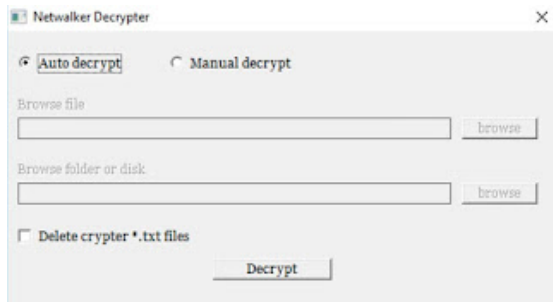 Netwalker Decrypter
Auto decrypt Manual decrypt
Browse file
browse
Browse folder or disk
browse
Delete crypter *.txt files
Decrypt